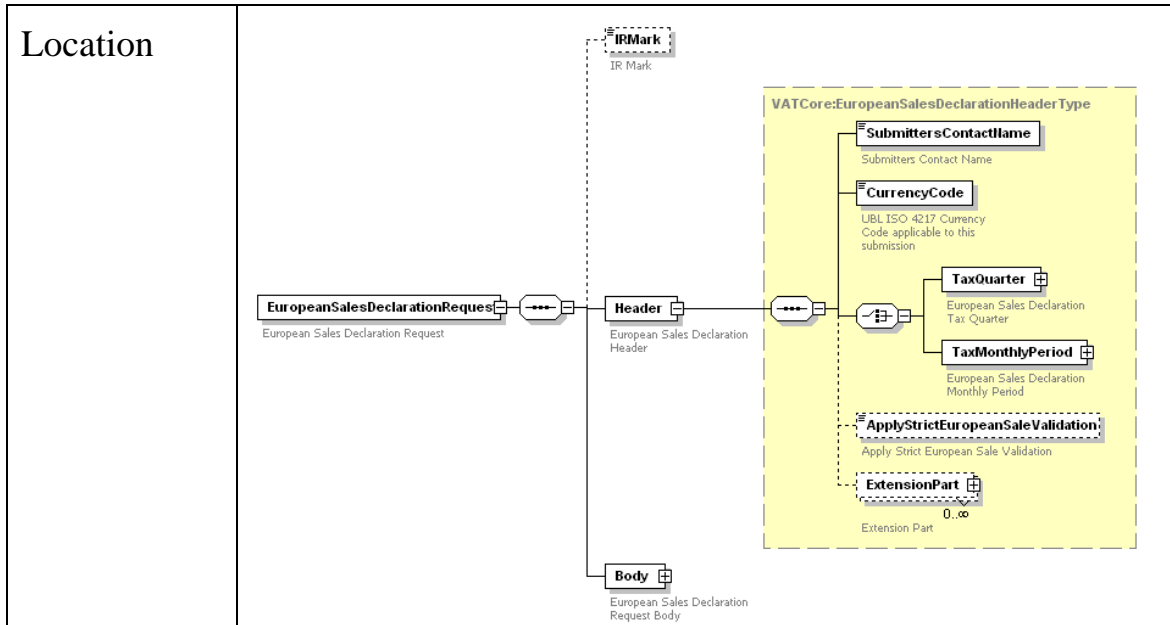 Location
IRMark
IR Mark
VATCore:EuropeanSalesDeclarationHeaderType
SubmittersContactName
Submitters Contact Name
CurrencyCode
UBL ISO 4217 Currency
Code applicable to this
submission
EuropeanSalesDeclarationRequest
European Sales Declaration Request
Header
European Sales Declaration
Header
TaxQuarter
European Sales Declaration
Tax Quarter
TaxMonthlyPeriod
European Sales Declaration
Monthly Period
ApplyStrictEuropeanSaleValidation
Apply Strict European Sale Validation
ExtensionPart
0..∞
Extension Part
Body
European Sales Declaration
Request Body